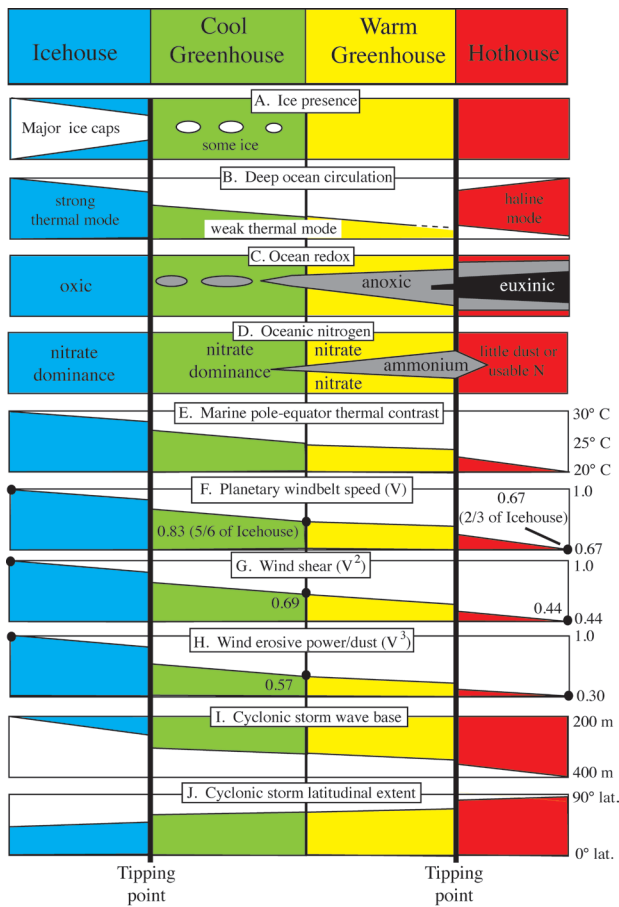 Icehouse
Cool
Greenhouse
Warm
Greenhouse
Hothouse
A. Ice presence
Major ice caps
some ice
B. Deep ocean circulation
strong
thermal mode
weak thermal mode
haline
mode
C. Ocean redox
oxic
anoxic
euxinic
D. Oceanic nitrogen
nitrate
dominance
nitrate
dominance
nitrate
ammonium
nitrate
little dust or
usable N
E. Marine pole-equator thermal contrast
30° C
25° C
20° C
F. Planetary windbelt speed (V)
0.83 (5/6 of Icehouse)
0.67
(2/3 of Icehouse)
1.0
0.67
G. Wind shear (V²)
0.69
0.44
1.0
0.44
H. Wind erosive power/dust (V³)
0.57
1.0
0.30
I. Cyclonic storm wave base
200 m
400 m
J. Cyclonic storm latitudinal extent
90° lat.
0° lat.
Tipping
point
Tipping
point